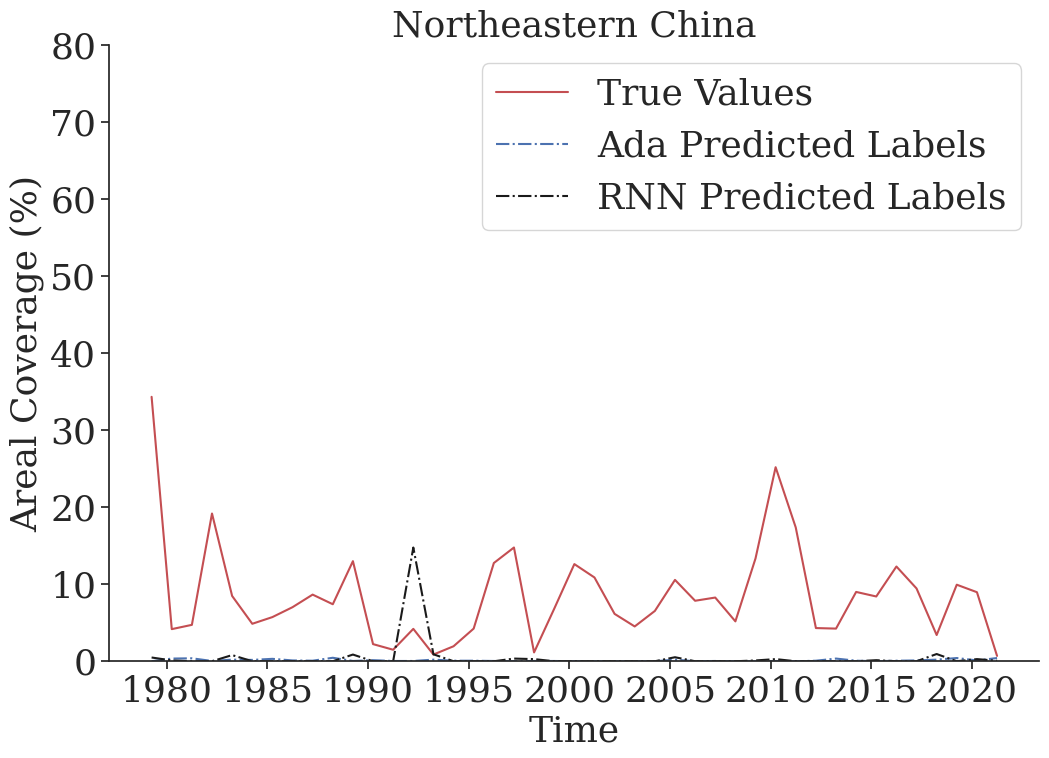 Northeastern China
True Values
Ada Predicted Labels
RNN Predicted Labels
Areal Coverage (%)
80
70
60
50
40
30
20
10
0
1980 1985 1990 1995 2000 2005 2010 2015 2020
Time